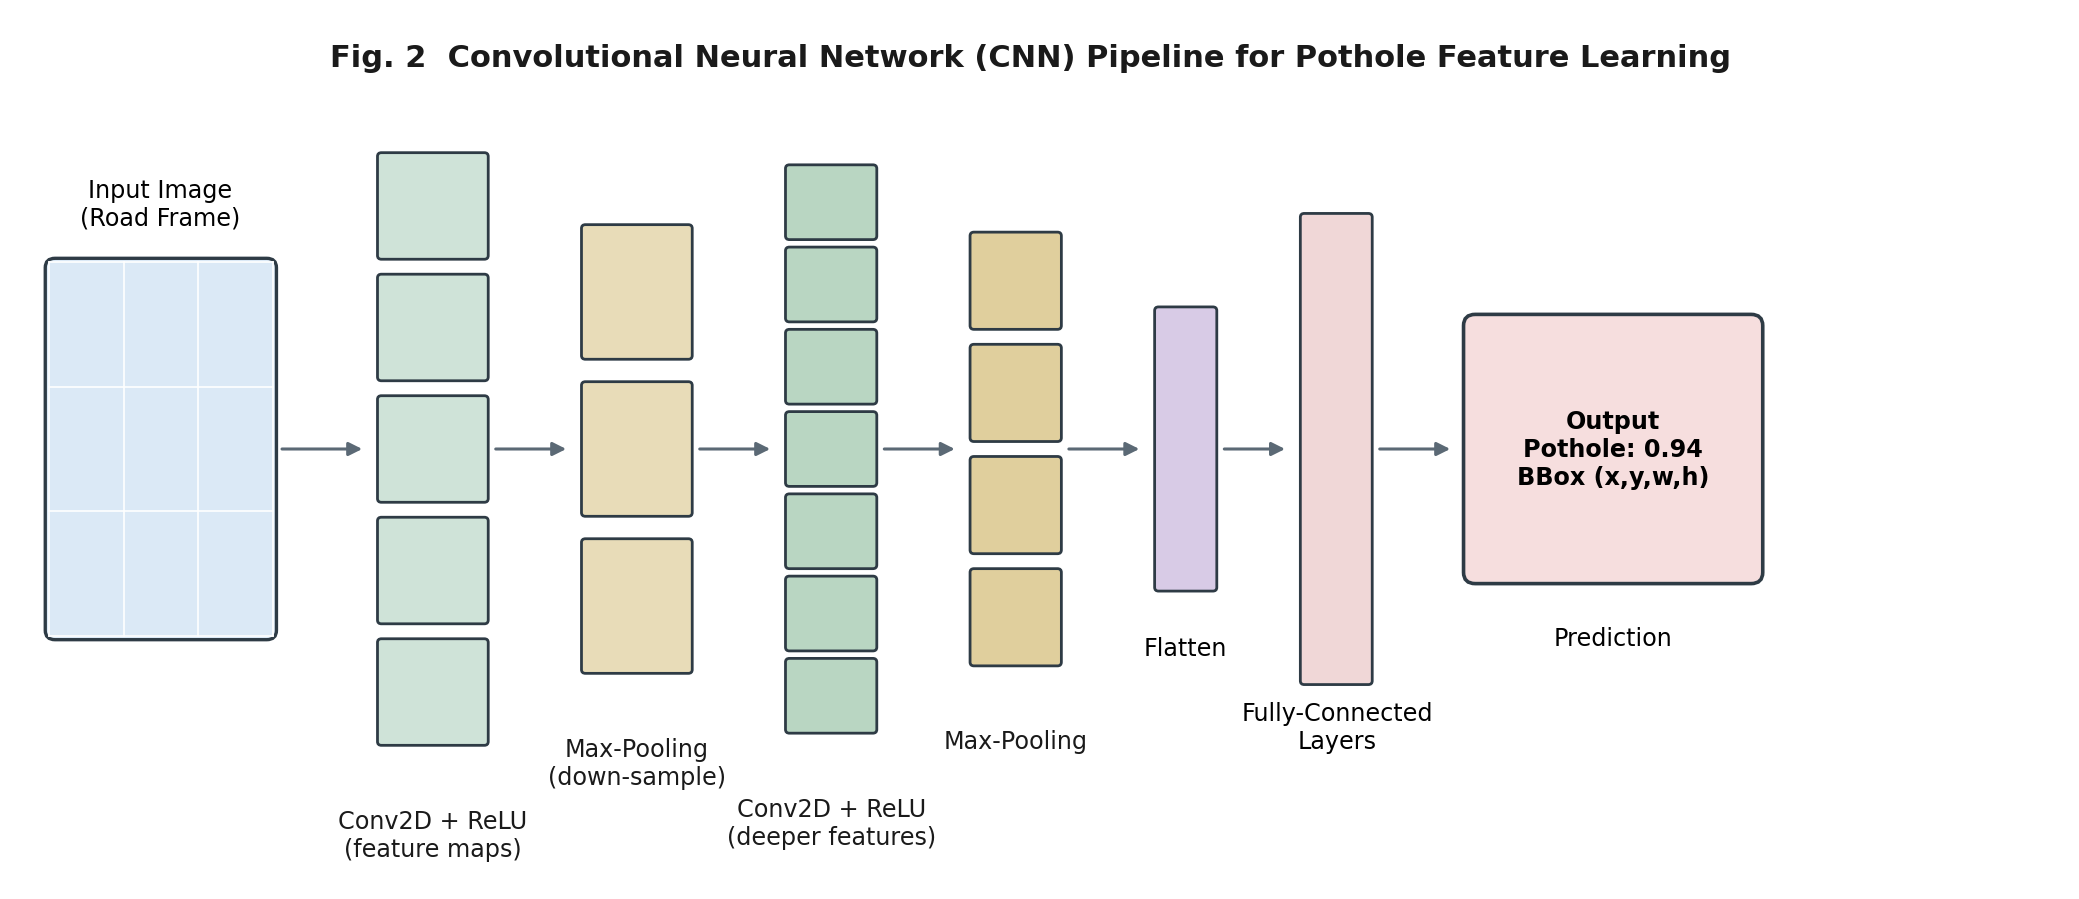 Fig. 2  Convolutional Neural Network (CNN) Pipeline for Pothole Feature Learning
Input Image
(Road Frame)
Conv2D + ReLU
(feature maps)
Max-Pooling
(down-sample)
Conv2D + ReLU
(deeper features)
Max-Pooling
Flatten
Fully-Connected
Layers
Output
Pothole: 0.94
BBox (x,y,w,h)
Prediction